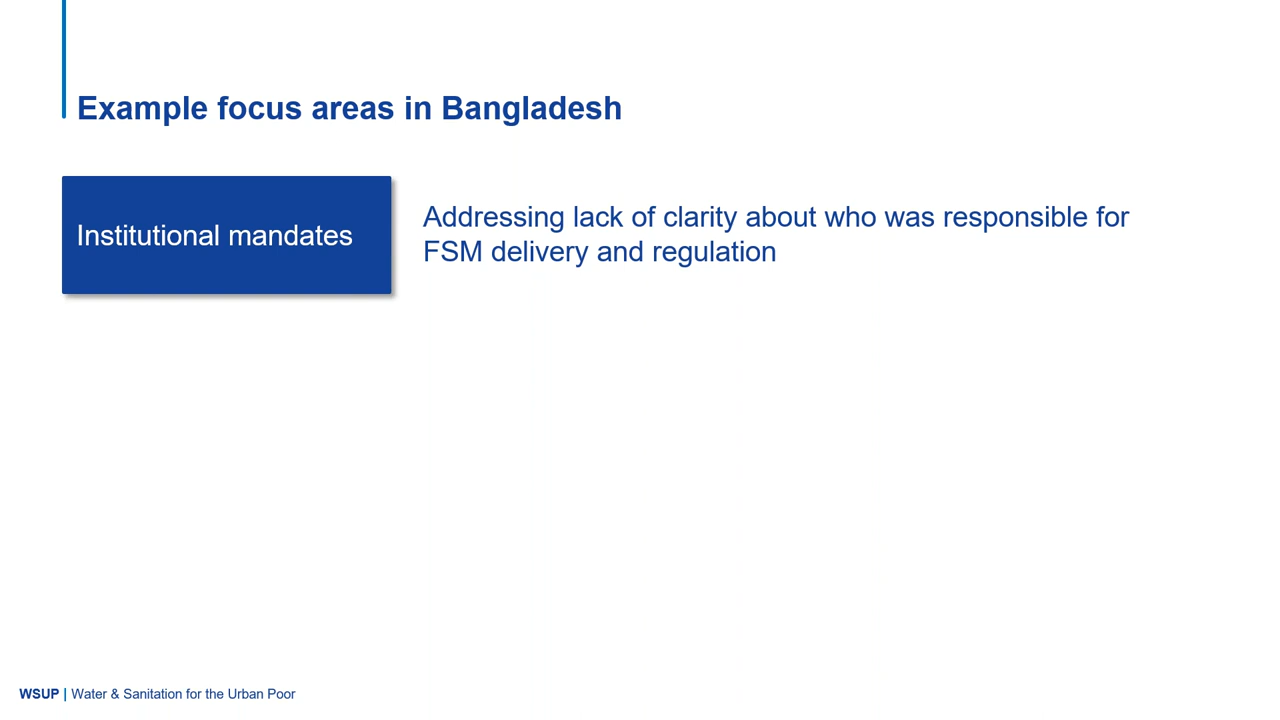 Example focus areas in Bangladesh
Institutional mandates
Addressing lack of clarity about who was responsible for
FSM delivery and regulation
WSUP | Water & Sanitation for the Urban Poor